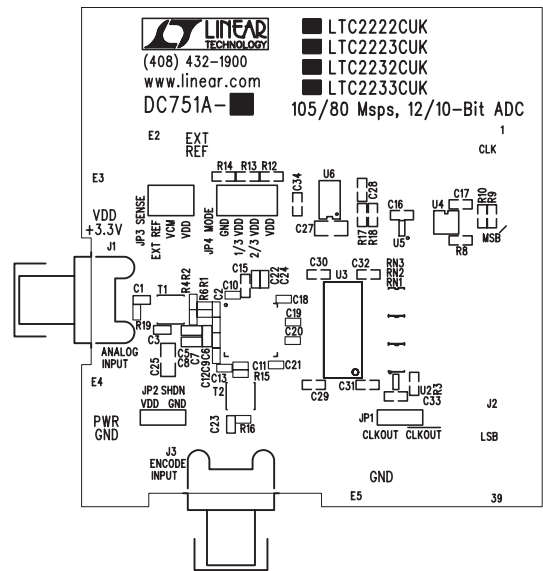 LINEAR
TECHNOLOGY
(408) 432-1900
www.linear.com
DC751A-
LTC2222CUK
LTC2223CUK
LTC2232CUK
LTC2233CUK
105/80 Msps, 12/10-Bit ADC
E2
EXT
REF
1
CLK
E3
R14 R13 R12
C34
U6
C28
C16
C17
U4
R10
R9
JP3 SENSE
EXT REF
VCM
VDD
JP4 MODE
GND
1/3 VDD
2/3 VDD
VDD
C27
R17
R18
U5
R8
MSB
VDD
+3.3V
J1
C1
T1
R4
R2
R6
R1
C2
C10
C15
C22
C24
C18
C30
U3
C32
RN3
RN2
RN1
R19
C3
C19
C20
ANALOG
INPUT
C25
C5
C8
C7
C12
C9
C6
C13
C11
R15
C21
E4
C29
C31
U2
R3
C33
JP2 SHDN
VDD GND
T2
JP1
CLKOUT CLKOUT
J2
PWR
GND
C23
R16
LSB
J3
ENCODE
INPUT
GND
E5
39